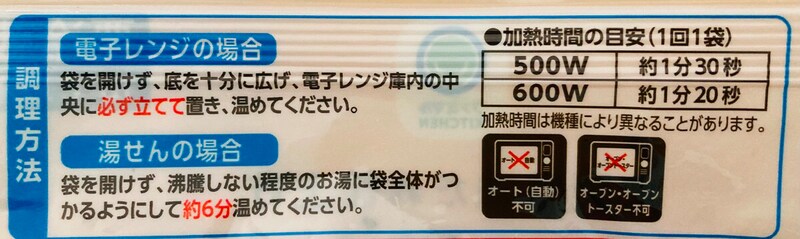 調理方法
電子レンジの場合
袋を開けず、底を十分に広げ、電子レンジ庫内の中
央に必ず立てて置き、温めてください。
湯せんの場合
袋を開けず、沸騰しない程度のお湯に袋全体がつ
かるようにして約6分温めてください。
●加熱時間の目安(1回1袋)
500W 約1分30秒
600W 約1分20秒
加熱時間は機種により異なることがあります。
オート(自動)
不可
オーブン・オーブン
トースター不可